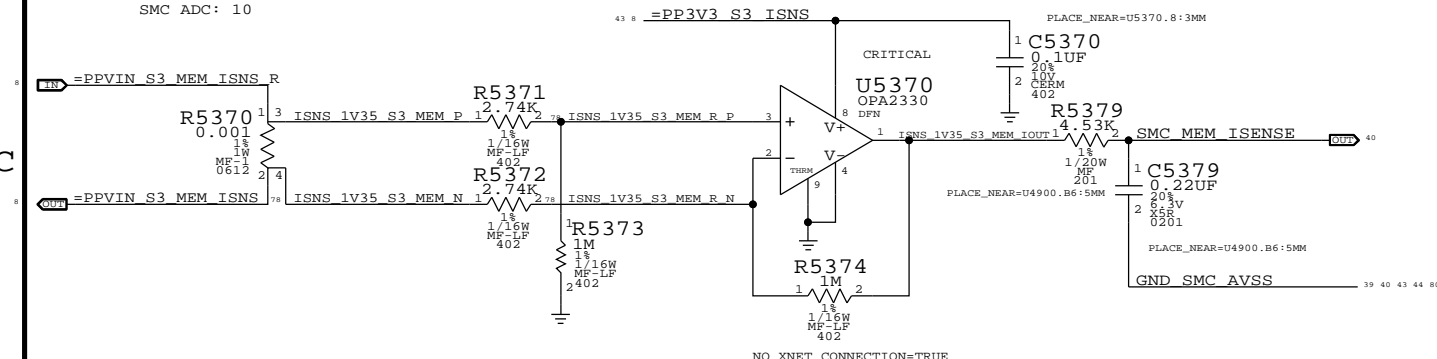 SMC ADC: 10
43 8 =PP3V3_S3_ISNS
PLACE_NEAR=U5370.8:3MM
CRITICAL
1 C5370
0.1UF
20%
10V
2 CERM
402
8 IN =PPVIN_S3_MEM_ISNS_R
R5370 1 3
0.001
1%
1W
MF-1
0612
2 4
ISNS_1V35_S3_MEM_P
R5371
1 2.74K 2
1%
1/16W
MF-LF
402
78 ISNS_1V35_S3_MEM_R_P 3
U5370
OPA2330
DFN
8
+
V+
2
-
V-
THRM
9
4
1 ISNS_1V35_S3_MEM_IOUT
R5379
1 4.53K 2
1%
1/20W
MF
201
PLACE_NEAR=U4900.B6:5MM
SMC_MEM_ISENSE OUT 40
1 C5379
0.22UF
20%
6.3V
2 X5R
0201
PLACE_NEAR=U4900.B6:5MM
GND_SMC_AVSS 39 40 43 44 80
8 OUT =PPVIN_S3_MEM_ISNS
78 ISNS_1V35_S3_MEM_N
R5372
1 2.74K 2
1%
1/16W
MF-LF
402
78 ISNS_1V35_S3_MEM_R_N
1 R5373
1M
1%
1/16W
MF-LF
2 402
R5374
1 1M 2
1%
1/16W
MF-LF
402
NO_XNET_CONNECTION=TRUE